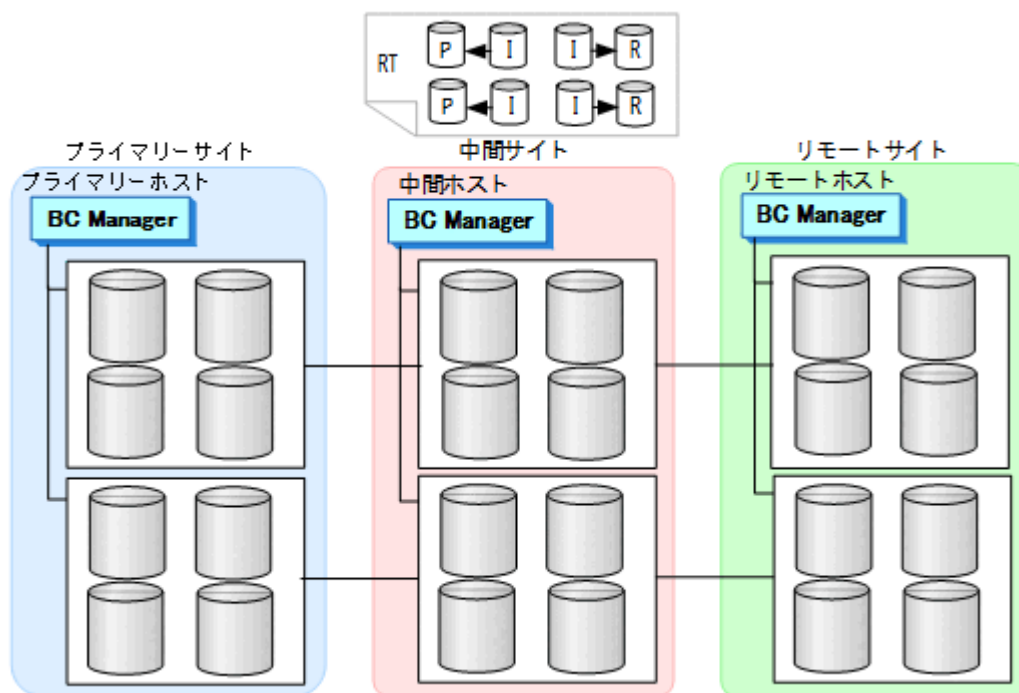 RT
P I I R
P I I R
プライマリーサイト 中間サイト リモートサイト
プライマリーホスト 中間ホスト リモートホスト
BC Manager BC Manager BC Manager